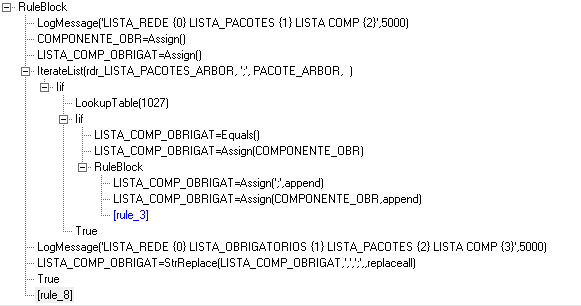 RuleBlock
LogMessage('LISTA_REDE {0} LISTA_PACOTES {1} LISTA COMP {2}',5000)
COMPONENTE_OBR=Assign()
LISTA_COMP_OBRIGAT=Assign()
IterateList(rdr_LISTA_PACOTES_ARBOR, ';', PACOTE_ARBOR, )
Iif
LookupTable(1027)
Iif
LISTA_COMP_OBRIGAT=Equals()
LISTA_COMP_OBRIGAT=Assign(COMPONENTE_OBR)
RuleBlock
LISTA_COMP_OBRIGAT=Assign(';',append)
LISTA_COMP_OBRIGAT=Assign(COMPONENTE_OBR,append)
[rule_3]
True
LogMessage('LISTA_REDE {0} LISTA_OBRIGATORIOS {1} LISTA_PACOTES {2} LISTA COMP {3}',5000)
LISTA_COMP_OBRIGAT=StrReplace(LISTA_COMP_OBRIGAT,',',';',,replaceall)
True
[rule_8]